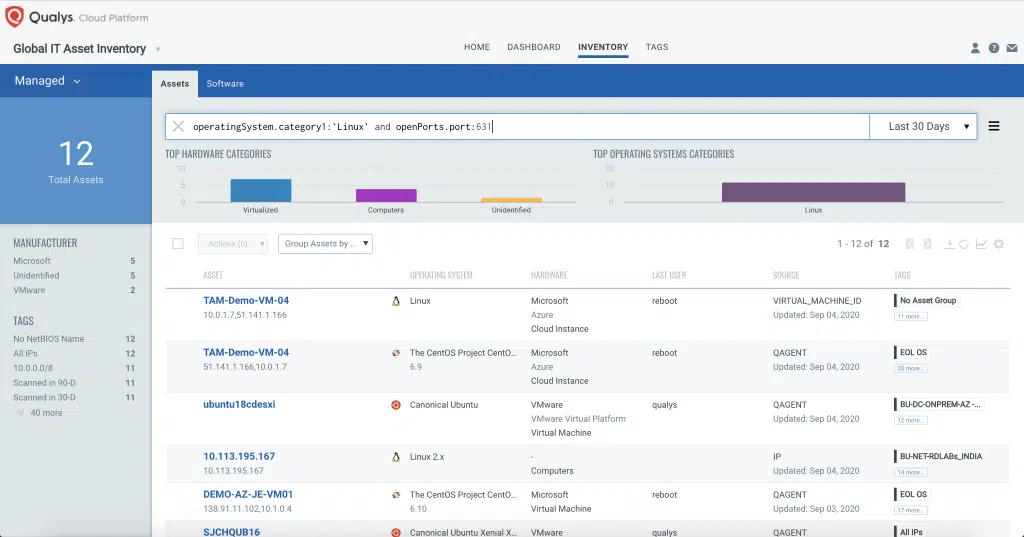 Qualys. Cloud Platform
Global IT Asset Inventory
HOME DASHBOARD INVENTORY TAGS
Managed
Assets Software
12
Total Assets
operatingSystem.category1:`Linux` and openPorts.port:631
Last 30 Days
TOP HARDWARE CATEGORIES
10
5
0
Virtualized Computers Unidentified
TOP OPERATING SYSTEMS CATEGORIES
20
10
0
Linux
MANUFACTURER
Microsoft 5
Unidentified 5
VMware 2
TAGS
No NetBIOS Name 12
All IPs 12
10.0.0.0/8 11
Scanned in 90-D 11
Scanned in 30-D 11
40 more
Actions (0) Group Assets by ... 1 - 12 of 12
ASSET OPERATING SYSTEM HARDWARE LAST USER SOURCE TAGS
TAM-Demo-VM-04 Linux Microsoft reboot VIRTUAL_MACHINE_ID No Asset Group
10.0.1.7,51.141.1.166 Azure Updated: Sep 04, 2020 11 more...
Cloud Instance
TAM-Demo-VM-04 The CentOS Project CentO... Microsoft reboot QAGENT EOL OS
51.141.1.166,10.0.1.7 6.9 Azure Updated: Sep 04, 2020 20 more...
Cloud Instance
ubuntu18cdesxi Canonical Ubuntu VMware qualys QAGENT BU-DC-ONPREM-AZ -...
VMware Virtual Platform Updated: Sep 04, 2020 12 more...
Virtual Machine
10.113.195.167 Linux 2.x - IP BU-NET-RDLABs_INDIA
10.113.195.167 Computers Updated: Sep 04, 2020 14 more...
DEMO-AZ-JE-VM01 The CentOS Project CentO... Microsoft reboot QAGENT EOL OS
138.91.11.102,10.1.0.4 6.10 Virtual Machine Updated: Sep 03, 2020 17 more...
SJCHQUB16 Canonical Ubuntu Xenial X... VMware qualys QAGENT All IPs